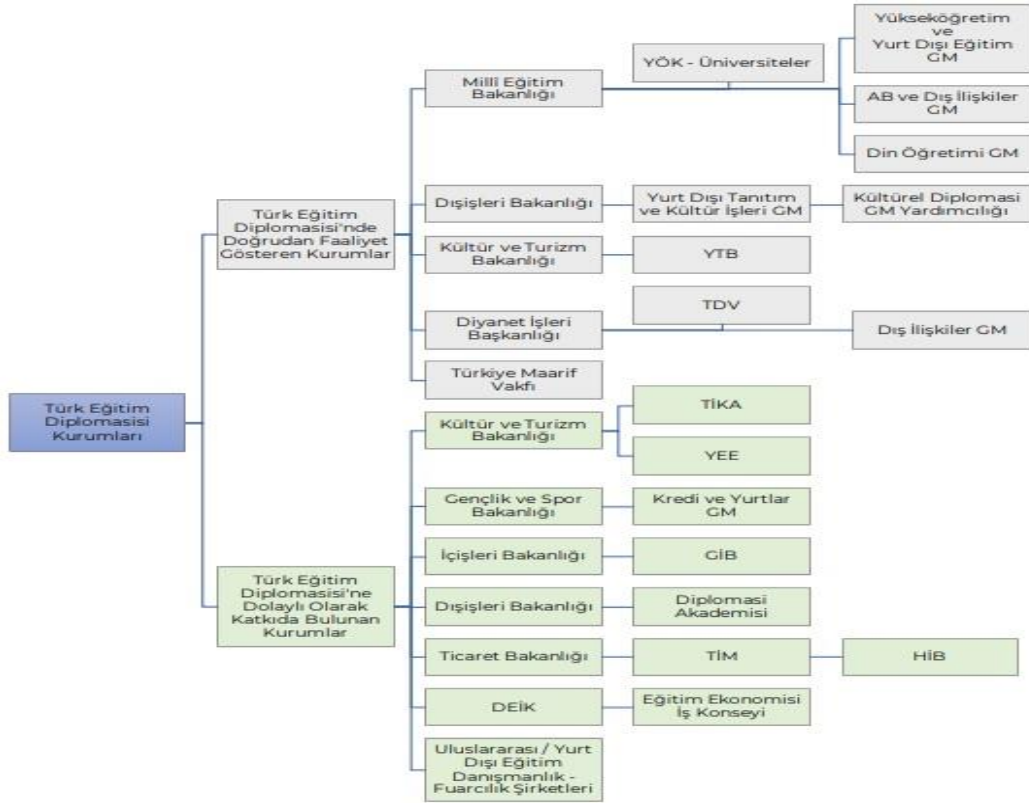 Türk Eğitim
Diplomasisi
Kurumları
Türk Eğitim
Diplomasisi'nde
Doğrudan Faaliyet
Gösteren Kurumlar
Millî Eğitim
Bakanlığı
YÖK - Üniversiteler
Yükseköğretim
ve
Yurt Dışı Eğitim
GM
AB ve Dış İlişkiler
GM
Din Öğretimi GM
Dışişleri Bakanlığı
Yurt Dışı Tanıtım
ve Kültür İşleri GM
Kültürel Diplomasi
GM Yardımcılığı
Kültür ve Turizm
Bakanlığı
YTB
Diyanet İşleri
Başkanlığı
TDV
Dış İlişkiler GM
Türkiye Maarif
Vakfı
Türk Eğitim
Diplomasisi'ne
Dolaylı Olarak
Katkıda Bulunan
Kurumlar
Kültür ve Turizm
Bakanlığı
TİKA
YEE
Gençlik ve Spor
Bakanlığı
Kredi ve Yurtlar
GM
İçişleri Bakanlığı
GİB
Dışişleri Bakanlığı
Diplomasi
Akademisi
Ticaret Bakanlığı
TİM
HİB
DEİK
Eğitim Ekonomisi
İş Konseyi
Uluslararası / Yurt
Dışı Eğitim
Danışmanlık -
Fuarcılık Şirketleri